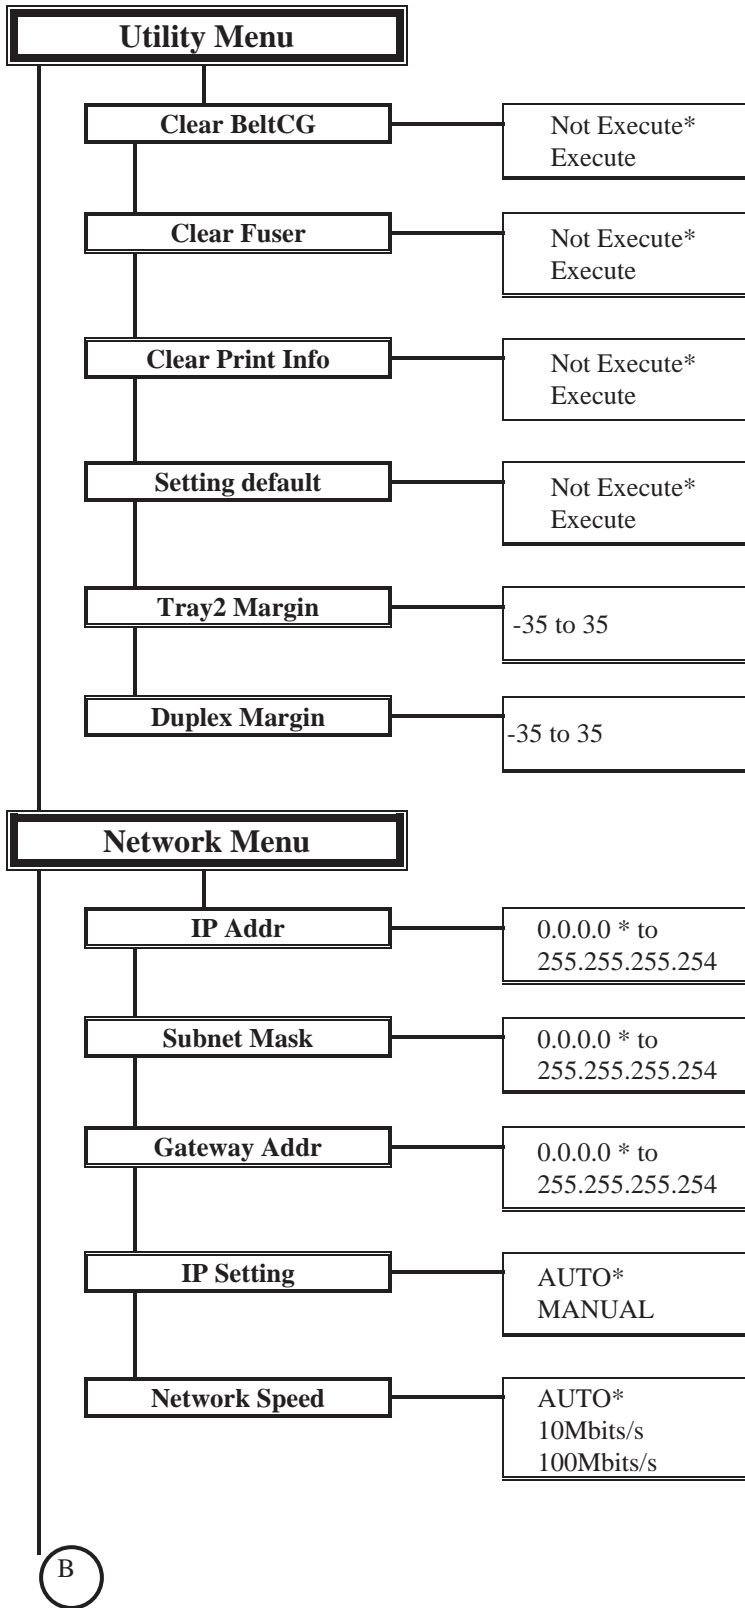 Utility Menu
Clear BeltCG
Not Execute*
Execute
Clear Fuser
Not Execute*
Execute
Clear Print Info
Not Execute*
Execute
Setting default
Not Execute*
Execute
Tray2 Margin
-35 to 35
Duplex Margin
-35 to 35
Network Menu
IP Addr
0.0.0.0 * to
255.255.255.254
Subnet Mask
0.0.0.0 * to
255.255.255.254
Gateway Addr
0.0.0.0 * to
255.255.255.254
IP Setting
AUTO*
MANUAL
Network Speed
AUTO*
10Mbits/s
100Mbits/s
B